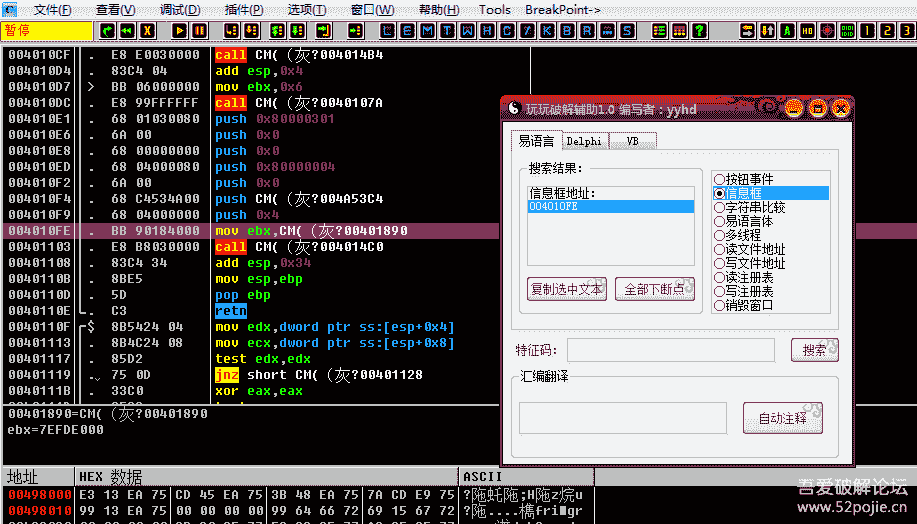 文件(F) 查看(V) 调试(D) 插件(P) 选项(T) 窗口(W) 帮助(H) Tools BreakPoint->
暂停
L E M T W H C / K B R ... S
004010CF . E8 E0030000 call CM( （灰?004014B4
004010D4 . 83C4 04 add esp,0x4
004010D7 > BB 06000000 mov ebx,0x6
004010DC . E8 99FFFFFF call CM( （灰?0040107A
004010E1 . 68 01030080 push 0x80000301
004010E6 . 6A 00 push 0x0
004010E8 . 68 00000000 push 0x0
004010ED . 68 04000080 push 0x80000004
004010F2 . 6A 00 push 0x0
004010F4 . 68 C4534A00 push CM( （灰?004A53C4
004010F9 . 68 04000000 push 0x4
004010FE . BB 90184000 mov ebx,CM( （灰?00401890
00401103 . E8 B8030000 call CM( （灰?004014C0
00401108 . 83C4 34 add esp,0x34
0040110B . 8BE5 mov esp,ebp
0040110D . 5D pop ebp
0040110E . C3 retn
0040110F $ 8B5424 04 mov edx,dword ptr ss:[esp+0x4]
00401113 . 8B4C24 08 mov ecx,dword ptr ss:[esp+0x8]
00401117 . 85D2 test edx,edx
00401119 . 75 0D jnz short CM( （灰?00401128
0040111B . 33C0 xor eax,eax
00401890=CM( （灰?00401890
ebx=7EFDE000
地址 HEX 数据 ASCII
00498000 E3 13 EA 75 CD 45 EA 75 3B 48 EA 75 7A CD E9 75
00498010 99 13 EA 75 00 00 00 00 99 64 66 72 69 15 67 72
玩玩破解辅助1.0 编写者：yyhd
易语言 Delphi VB
搜索结果：
信息框地址:
004010FE
复制选中文本 全部下断点
按钮事件
信息框
字符串比较
易语言体
多线程
读文件地址
写文件地址
读注册表
写注册表
销毁窗口
特征码： 搜索
汇编翻译
自动注释
吾爱破解论坛
www.52pojie.cn